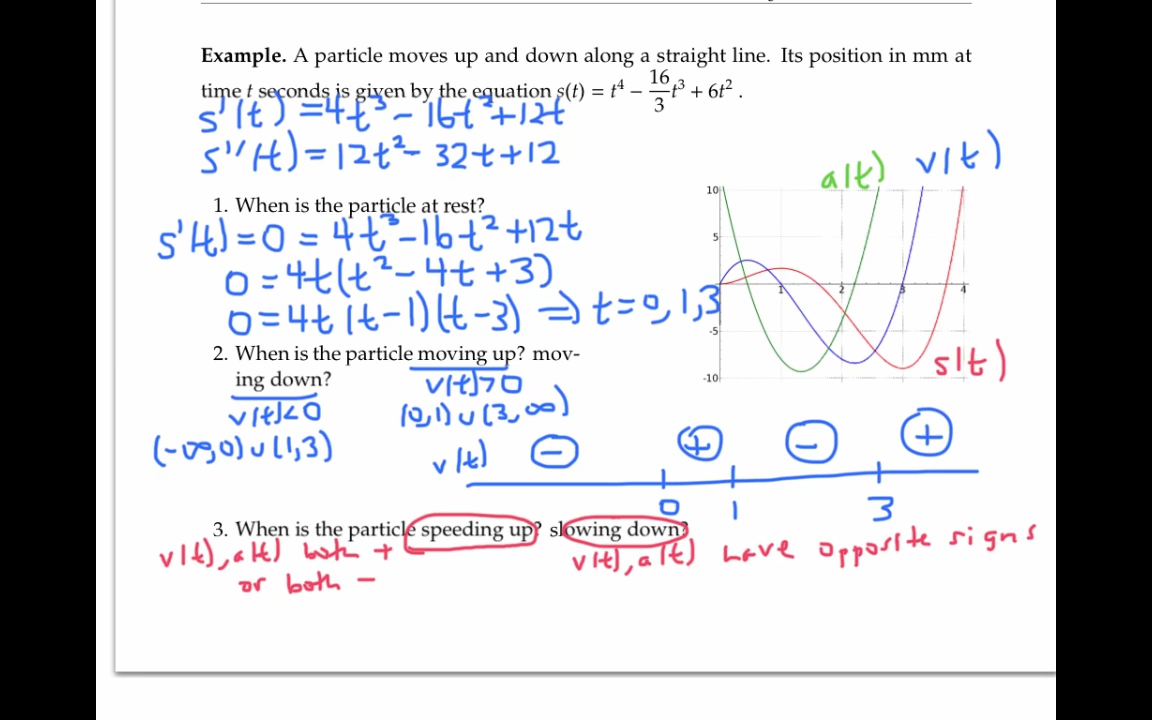 Example. A particle moves up and down along a straight line. Its position in mm at
time t seconds is given by the equation s(t) = t⁴ − 16/3 t³ + 6t² .
s'(t) = 4t³ − 16t² + 12t
s''(t) = 12t² − 32t + 12
a(t) v(t)
1. When is the particle at rest?
s'(t) = 0 = 4t³ − 16t² + 12t
0 = 4t(t² − 4t + 3)
0 = 4t(t−1)(t−3) ⇒ t = 0, 1, 3
10
5
1 2 3 4
-5
-10
s(t)
2. When is the particle moving up? mov-
ing down?
v(t)>0
v(t)<0
(0,1) ∪ (3,∞)
(−∞,0) ∪ (1,3)
v(t) − + − +
0 1 3
3. When is the particle speeding up? slowing down?
v(t), a(t) both +
or both −
v(t), a(t) have opposite signs